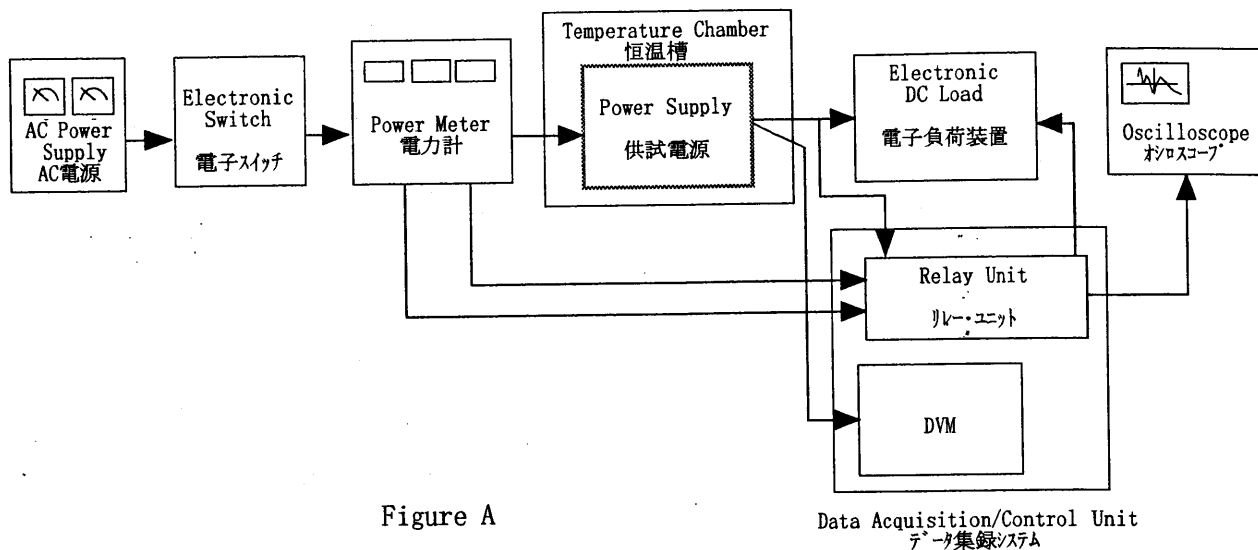 AC Power
Supply
AC電源
Electronic
Switch
電子スイッチ
Power Meter
電力計
Temperature Chamber
恒温槽
Power Supply
供試電源
Electronic
DC Load
電子負荷装置
Oscilloscope
オシロスコープ
Relay Unit
リレー・ユニット
DVM
Data Acquisition/Control Unit
データ集録システム
Figure A